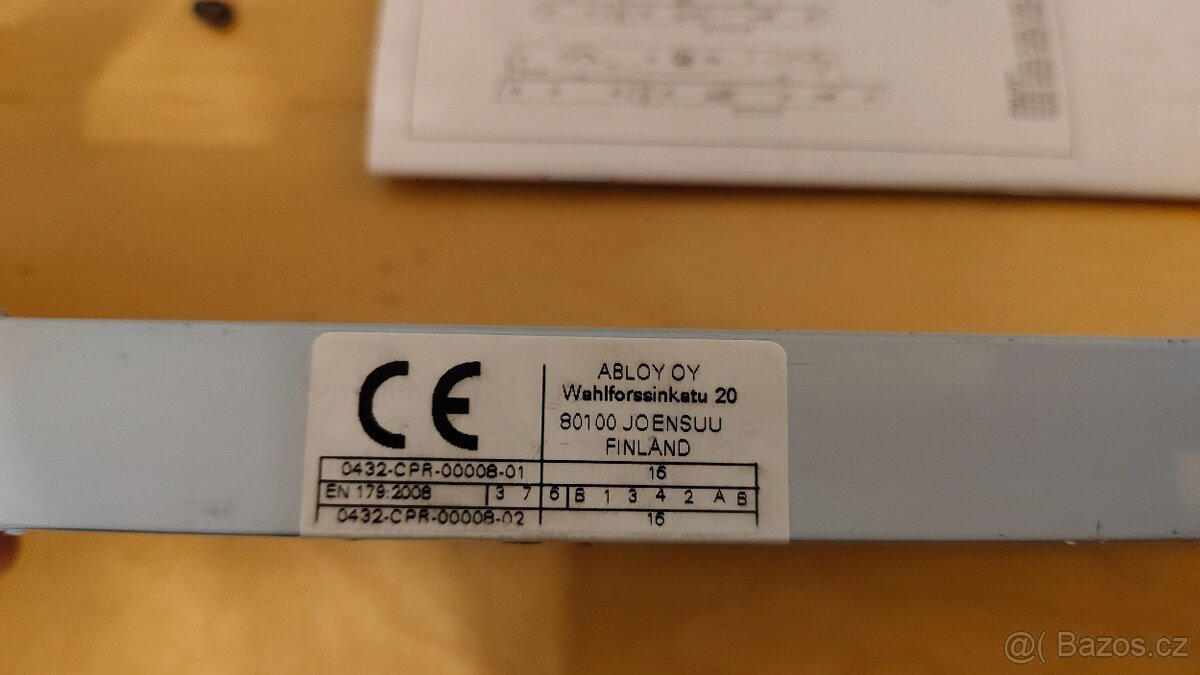 CE
ABLOY OY
Wahlforssinkatu 20
80100 JOENSUU
FINLAND
0432-CPR-00008-01 16
EN 179:2008 3 7 6 B 1 3 4 2 A B
0432-CPR-00008-02 16
@( Bazos.cz